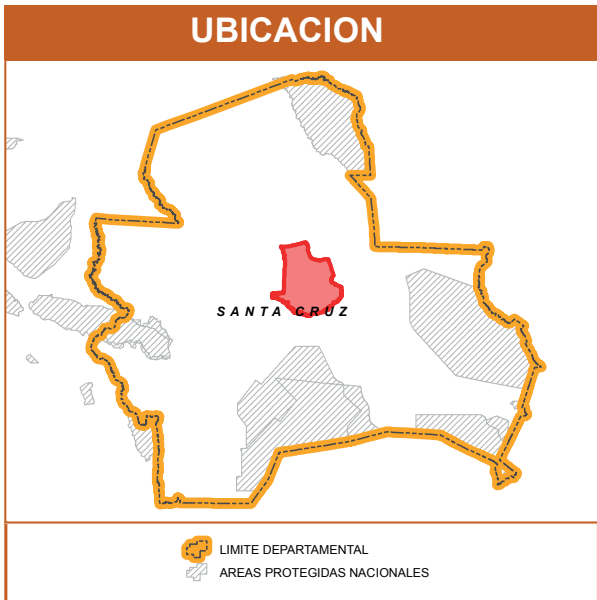 UBICACION
SANTA CRUZ
LIMITE DEPARTAMENTAL
AREAS PROTEGIDAS NACIONALES